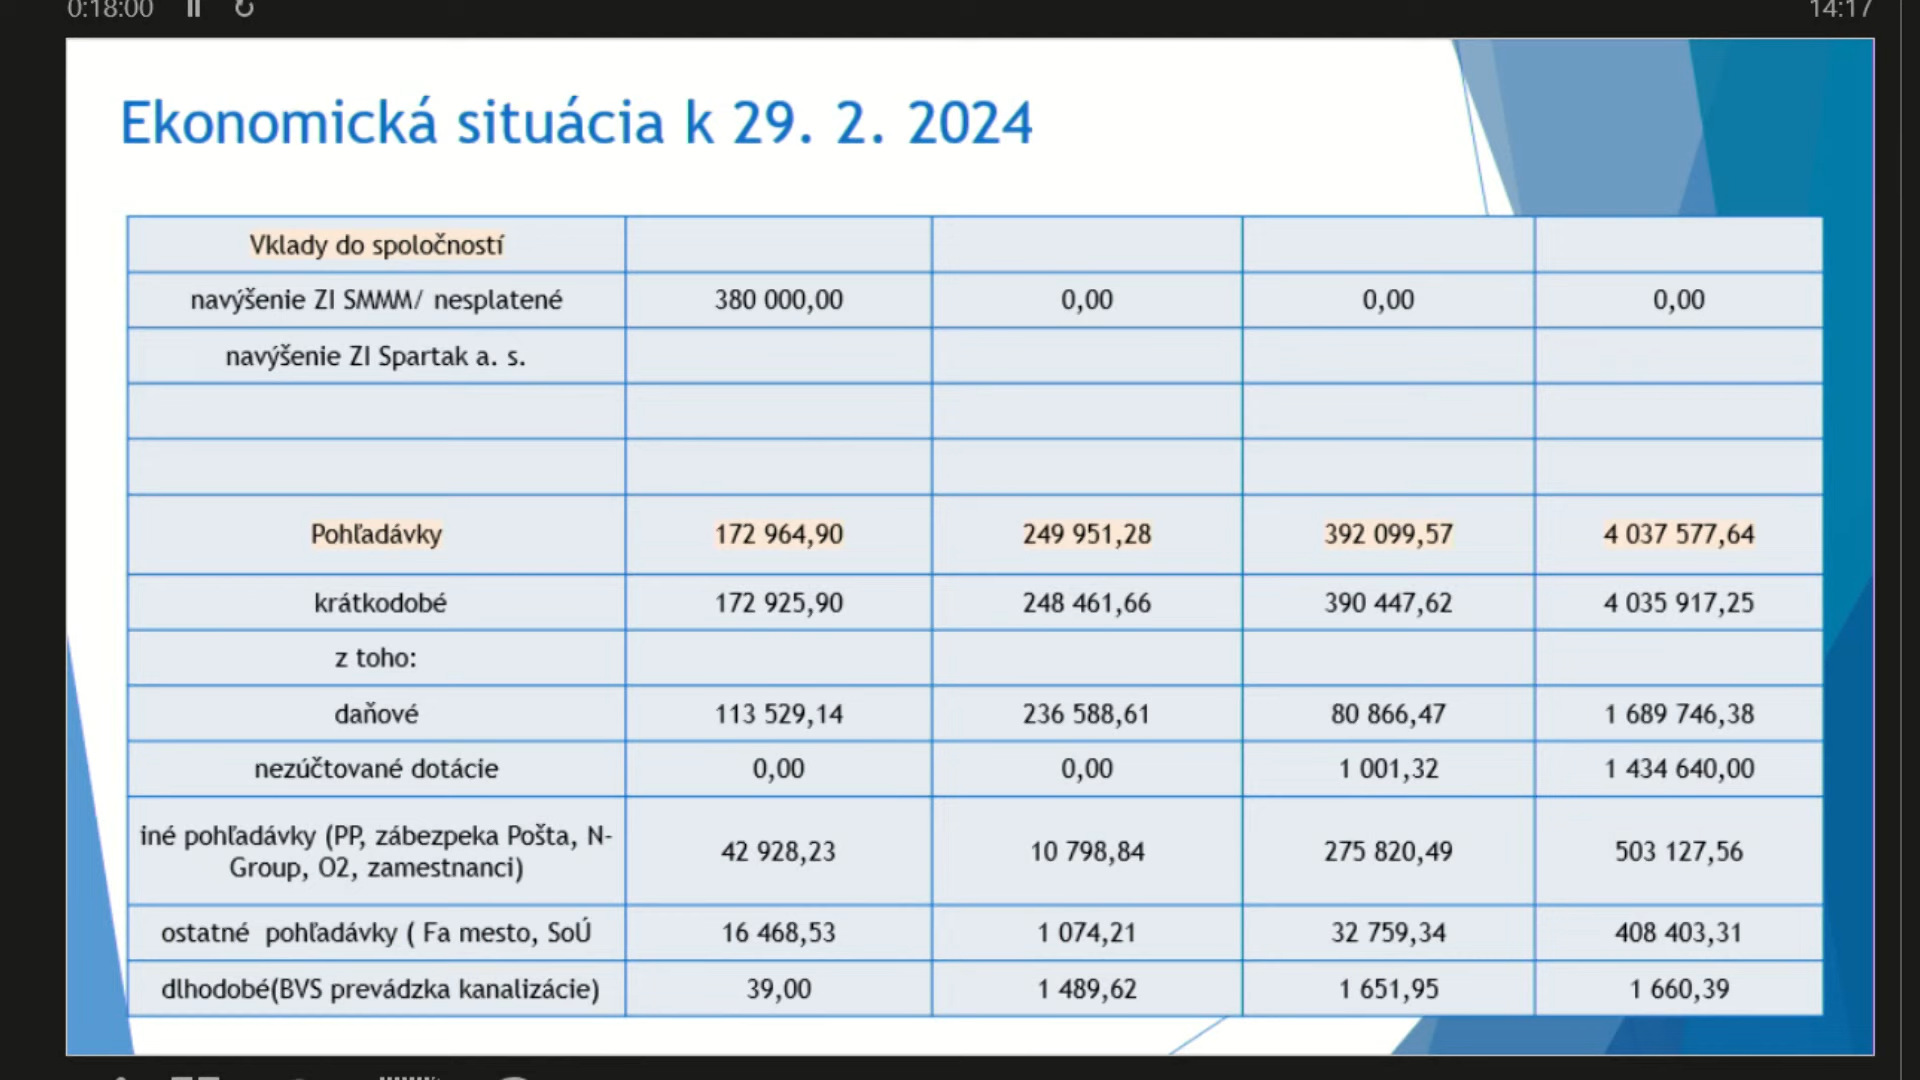 0:18:00 14:17
Ekonomická situácia k 29. 2. 2024
Vklady do spoločností
navýšenie ZI SMMM/ nesplatené 380 000,00 0,00 0,00 0,00
navýšenie ZI Spartak a. s.
Pohľadávky 172 964,90 249 951,28 392 099,57 4 037 577,64
krátkodobé 172 925,90 248 461,66 390 447,62 4 035 917,25
z toho:
daňové 113 529,14 236 588,61 80 866,47 1 689 746,38
nezúčtované dotácie 0,00 0,00 1 001,32 1 434 640,00
iné pohľadávky (PP, zábezpeka Pošta, N-
Group, O2, zamestnanci) 42 928,23 10 798,84 275 820,49 503 127,56
ostatné pohľadávky ( Fa mesto, SoÚ 16 468,53 1 074,21 32 759,34 408 403,31
dlhodobé(BVS prevádzka kanalizácie) 39,00 1 489,62 1 651,95 1 660,39